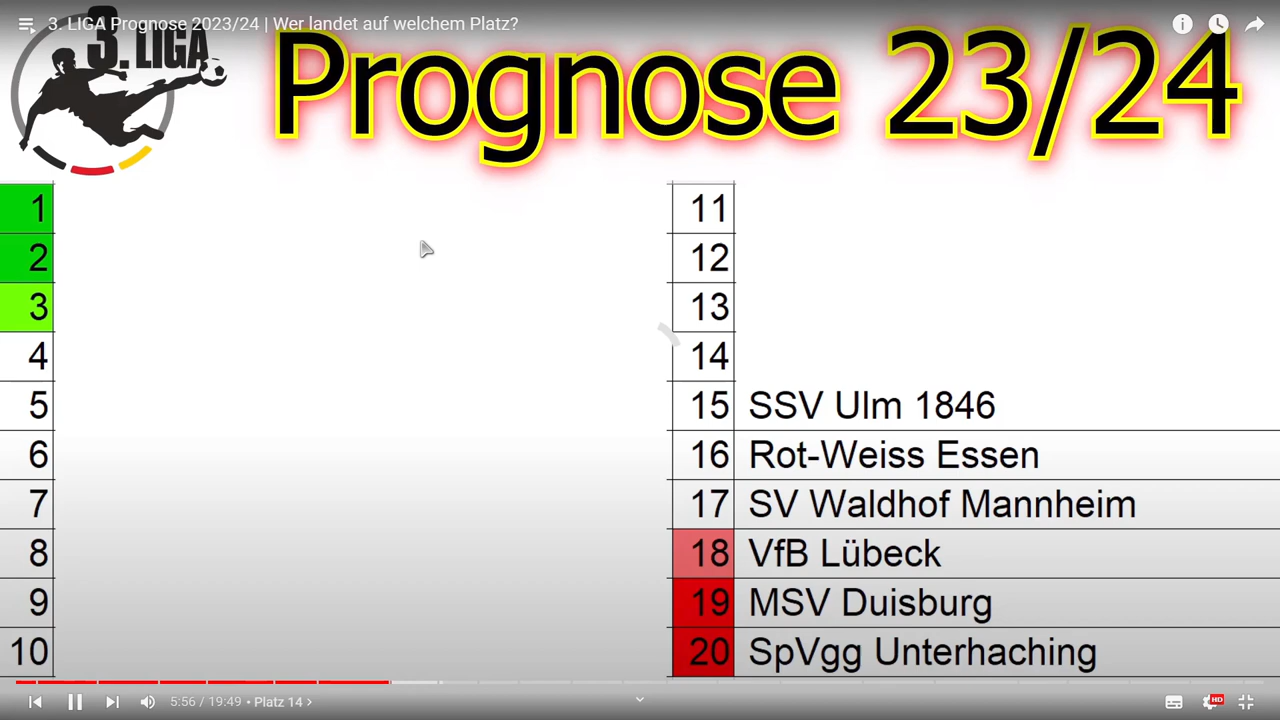 3. LIGA Prognose 2023/24 | Wer landet auf welchem Platz?
3. LIGA
Prognose 23/24
1
2
3
4
5
6
7
8
9
10
11
12
13
14
15 SSV Ulm 1846
16 Rot-Weiss Essen
17 SV Waldhof Mannheim
18 VfB Lübeck
19 MSV Duisburg
20 SpVgg Unterhaching
5:56 / 19:49 • Platz 14 >
HD